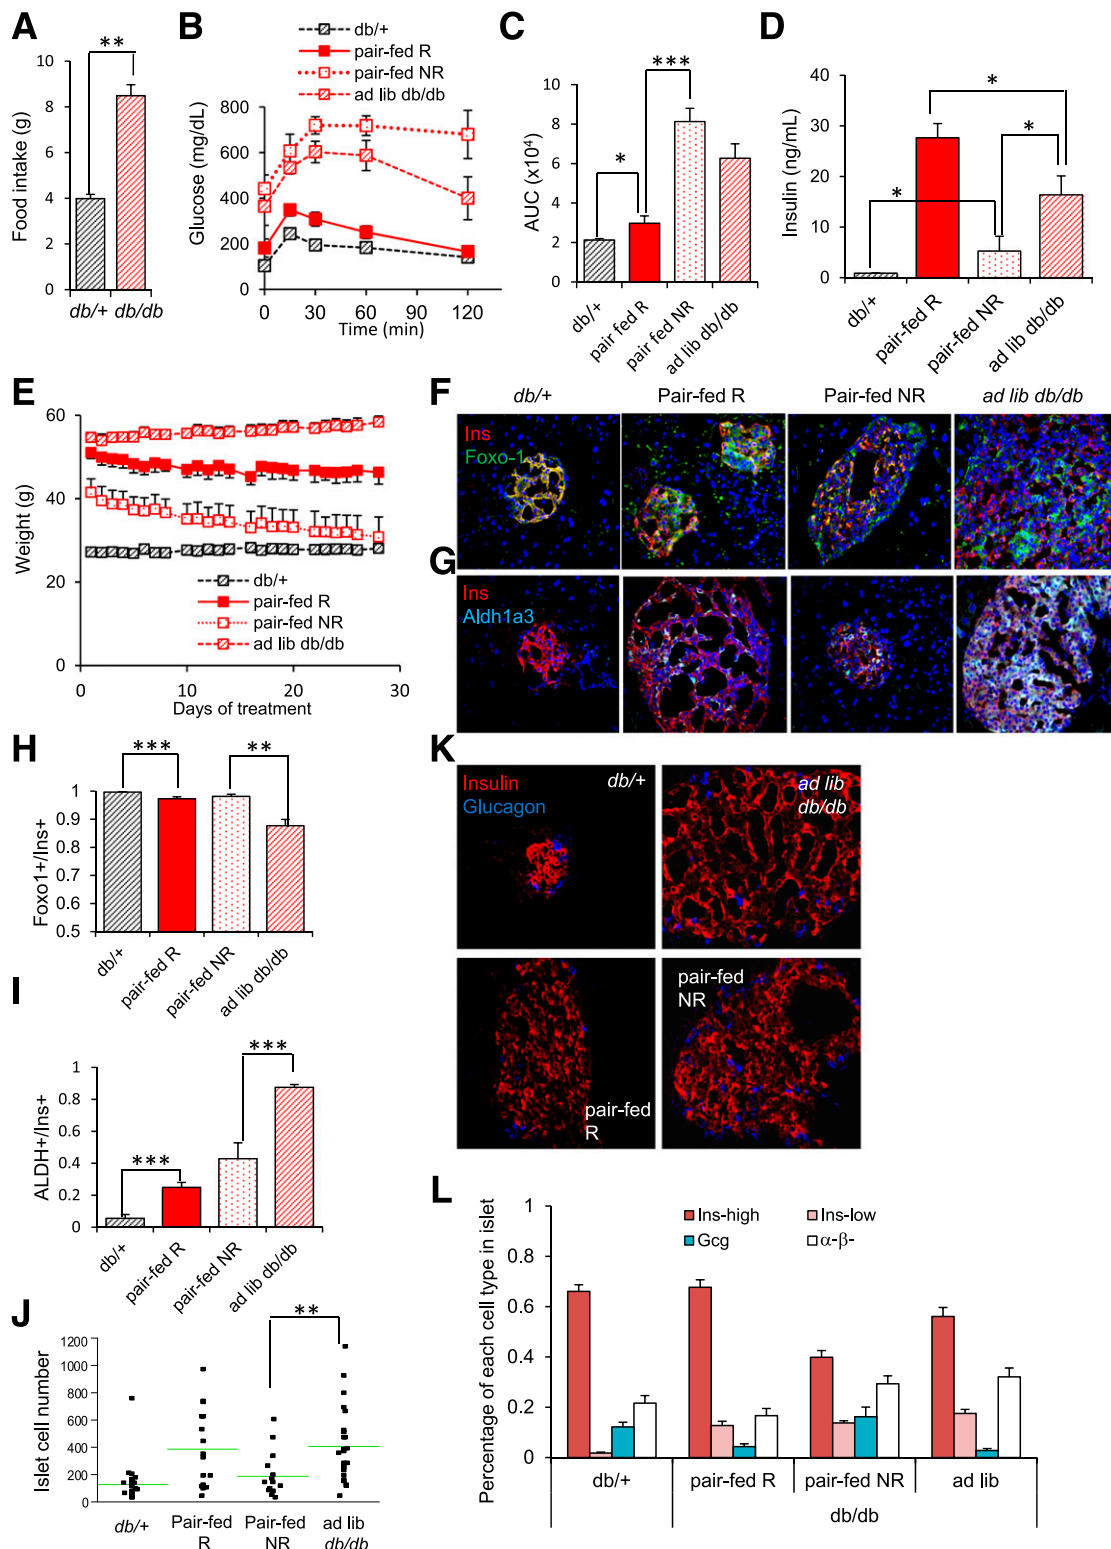 A
**
Food intake (g)
10
8
6
4
2
0
db/+ db/db
B
db/+
pair-fed R
pair-fed NR
ad lib db/db
Glucose (mg/dL)
800
600
400
200
0
0 30 60 90 120
Time (min)
C
***
*
AUC (x10⁴)
10
8
6
4
2
0
db/+
pair fed R
pair fed NR
ad lib db/db
D
*
*
*
Insulin (ng/mL)
40
30
20
10
0
db/+
pair-fed R
pair-fed NR
ad lib db/db
E
Weight (g)
60
40
20
0
db/+
pair-fed R
pair-fed NR
ad lib db/db
0 10 20 30
Days of treatment
F
db/+ Pair-fed R Pair-fed NR ad lib db/db
Ins
Foxo-1
G
Ins
Aldh1a3
H
*** **
Foxo1+/Ins+
1
0.9
0.8
0.7
0.6
0.5
db/+
pair-fed R
pair-fed NR
ad lib db/db
I
***
***
ALDH+/Ins+
1
0.8
0.6
0.4
0.2
0
db/+
pair-fed R
pair-fed NR
ad lib db/db
J
**
Islet cell number
1200
1000
800
600
400
200
0
db/+
Pair-fed
R
Pair-fed
NR
ad lib
db/db
K
Insulin
Glucagon
db/+
ad lib
db/db
pair-fed
R
pair-fed
NR
L
Percentage of each cell type in islet
1
0.8
0.6
0.4
0.2
0
Ins-high Ins-low
Gcg α-β-
db/+ pair-fed R pair-fed NR ad lib
db/db